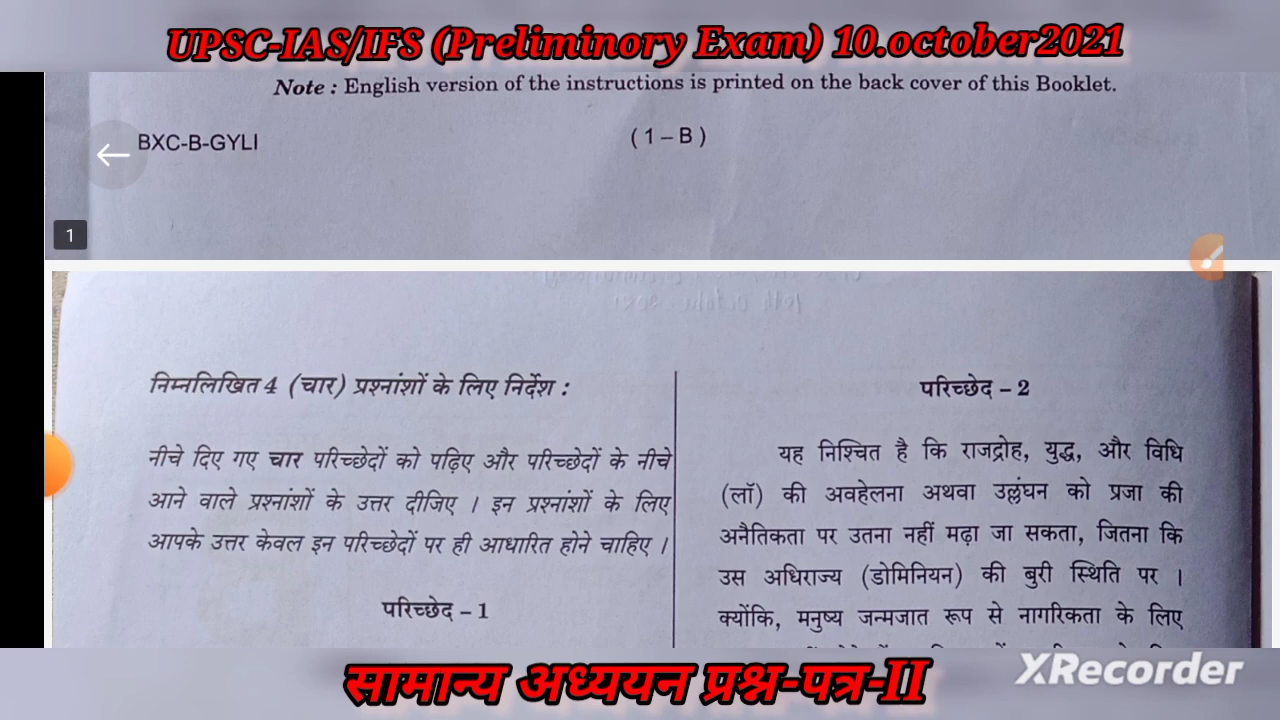 UPSC-IAS/IFS (Preliminory Exam) 10.october2021
Note : English version of the instructions is printed on the back cover of this Booklet.
BXC-B-GYLI
( 1 – B )
1
निम्नलिखित 4 (चार) प्रश्नांशों के लिए निर्देश :
नीचे दिए गए चार परिच्छेदों को पढ़िए और परिच्छेदों के नीचे
आने वाले प्रश्नांशों के उत्तर दीजिए । इन प्रश्नांशों के लिए
आपके उत्तर केवल इन परिच्छेदों पर ही आधारित होने चाहिए ।
परिच्छेद – 1
परिच्छेद – 2
यह निश्चित है कि राजद्रोह, युद्ध, और विधि
(लॉ) की अवहेलना अथवा उल्लंघन को प्रजा की
अनैतिकता पर उतना नहीं मढ़ा जा सकता, जितना कि
उस अधिराज्य (डोमिनियन) की बुरी स्थिति पर ।
क्योंकि, मनुष्य जन्मजात रूप से नागरिकता के लिए
सामान्य अध्ययन प्रश्न-पत्र-II
XRecorder